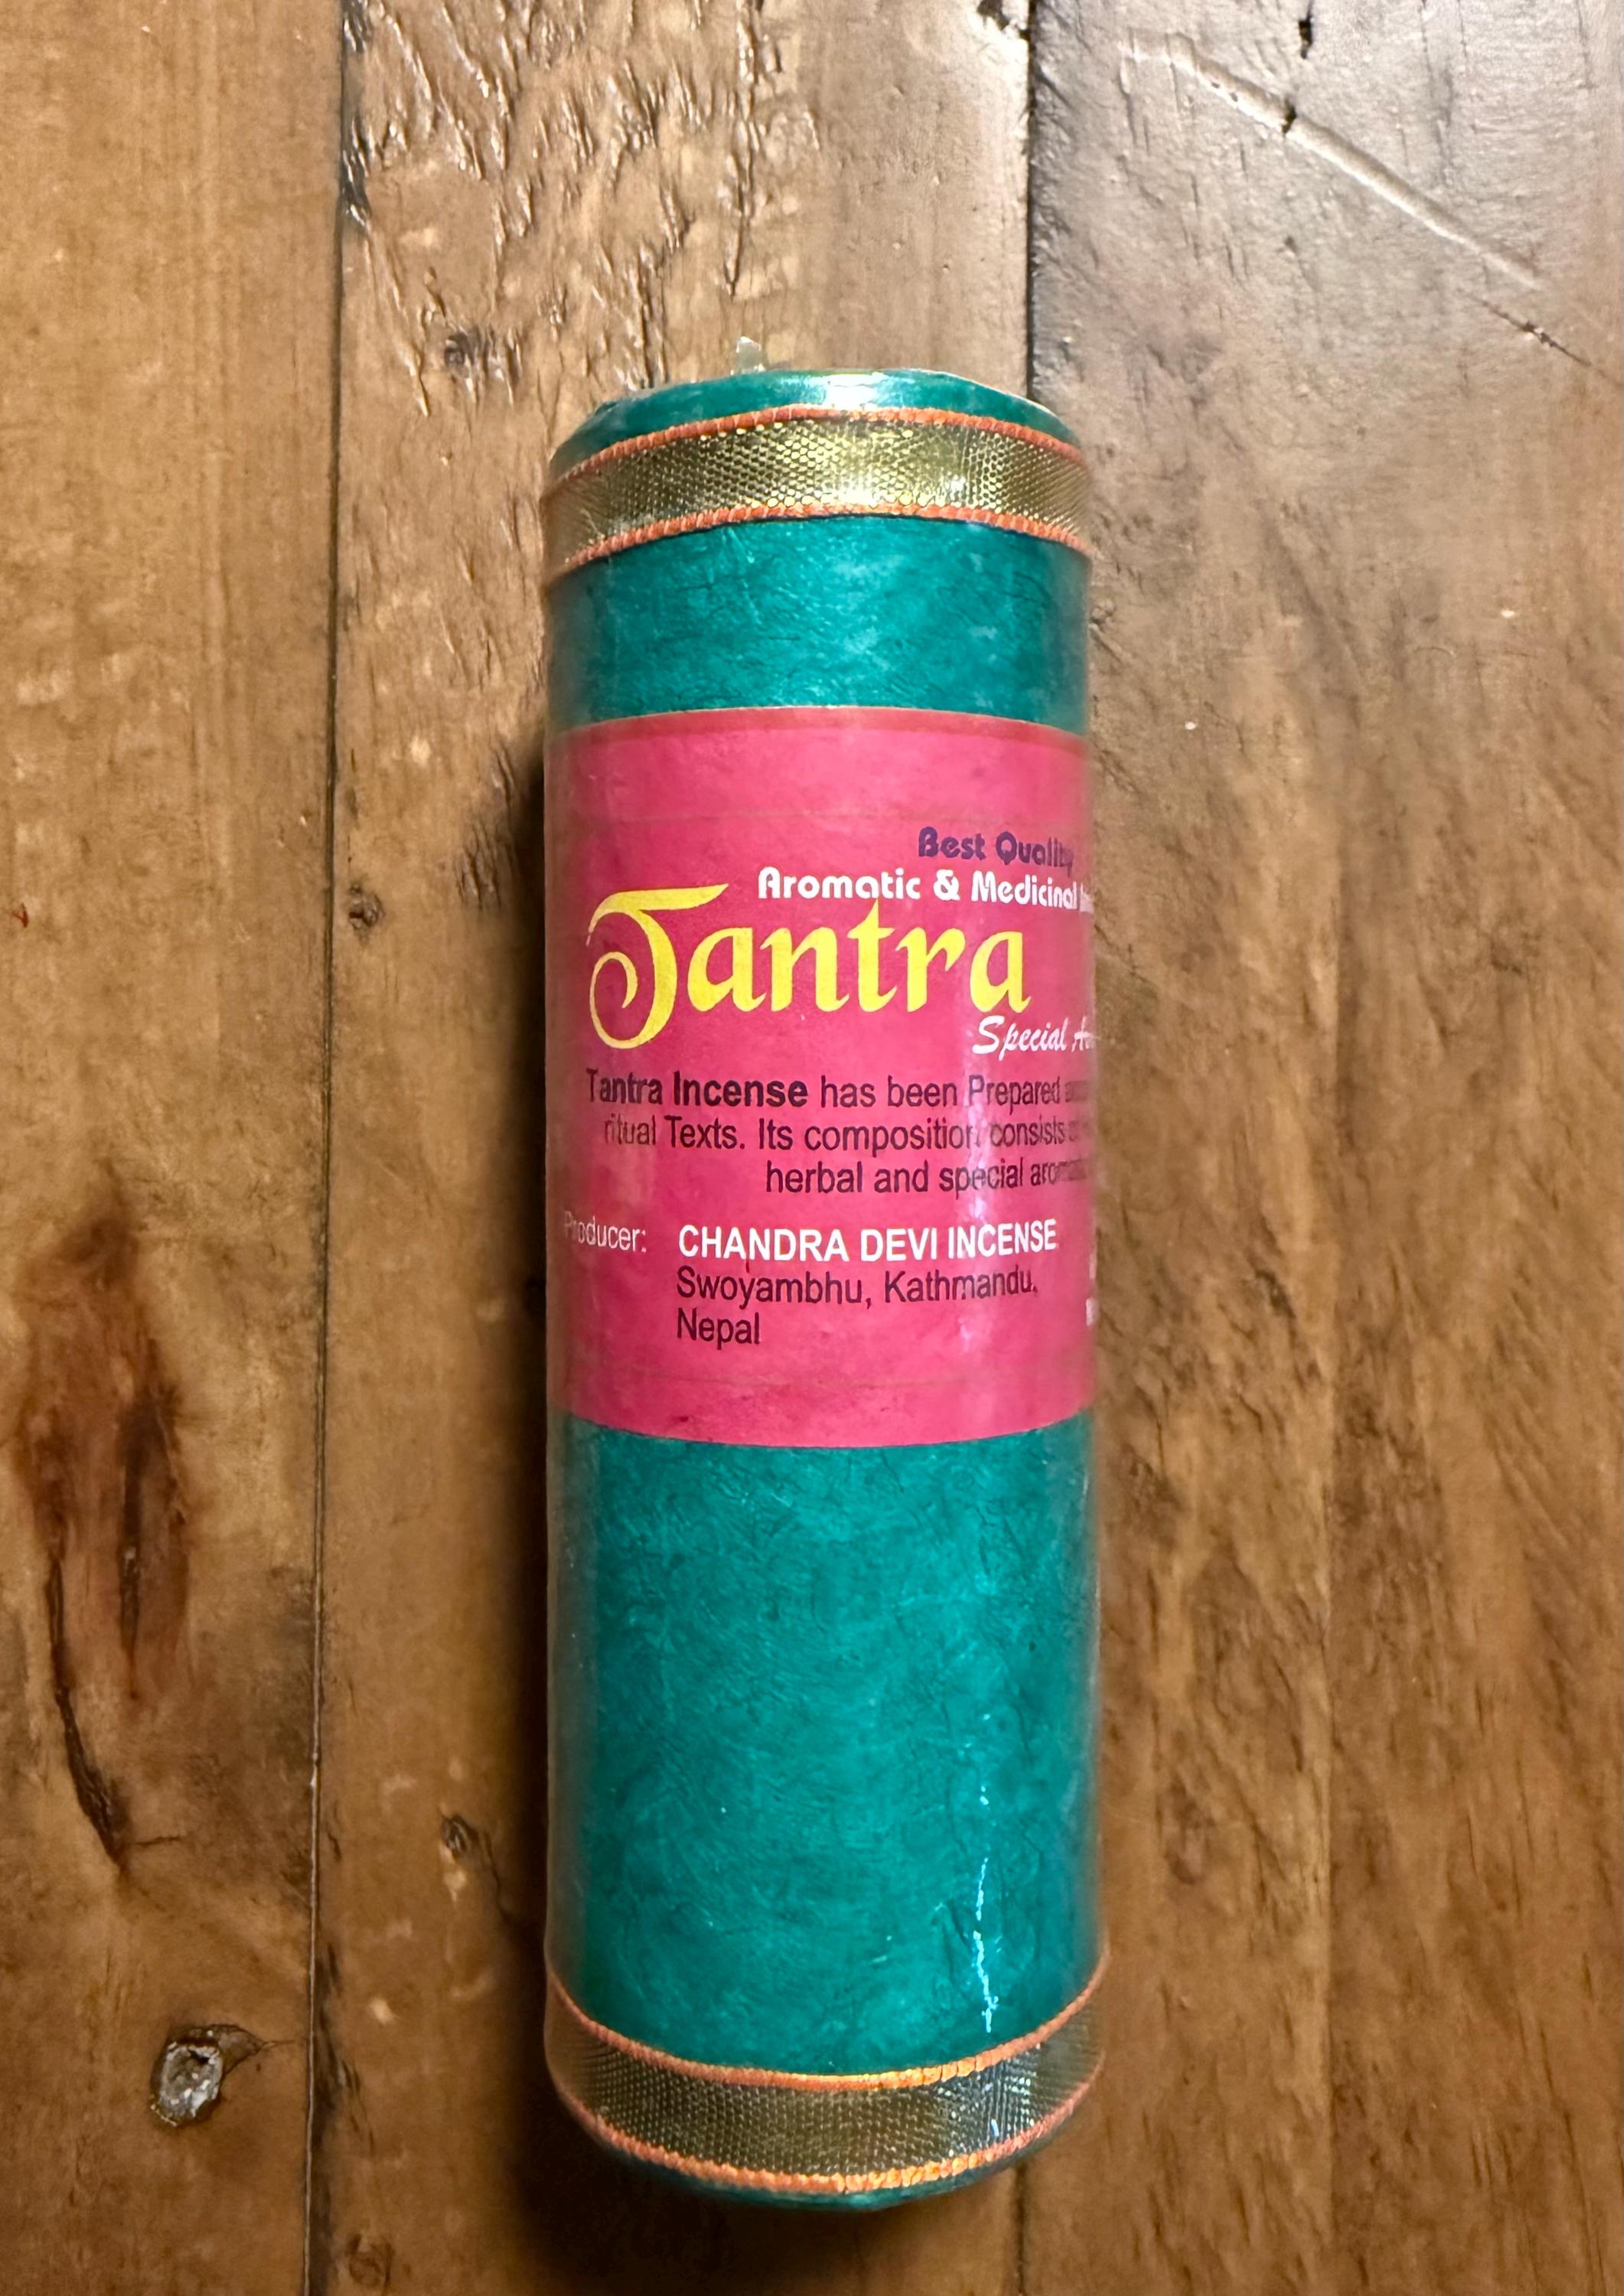 Best Quality
Aromatic & Medicinal
Tantra
Special
Tantra Incense has been Prepared
ritual Texts. Its composition consists
herbal and special
Producer: CHANDRA DEVI INCENSE
Swoyambhu, Kathmandu,
Nepal